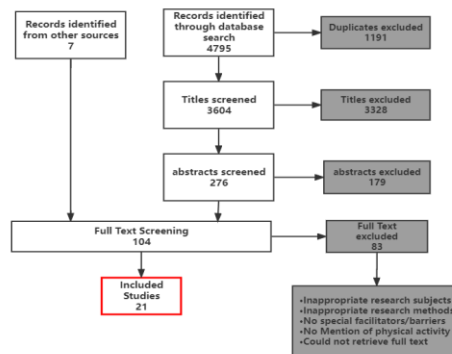 Records identified
from other sources
7
Records identified
through database
search
4795
Duplicates excluded
1191
Titles screened
3604
Titles excluded
3328
abstracts screened
276
abstracts excluded
179
Full Text Screening
104
Full Text
excluded
83
Included
Studies
21
•Inappropriate research subjects
•Inappropriate research methods
•No special facilitators/barriers
•No Mention of physical activity
•Could not retrieve full text